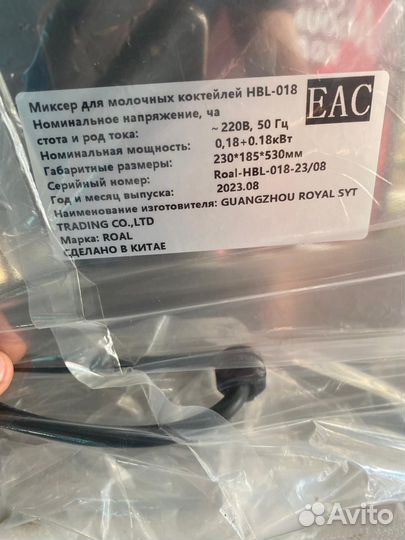 Миксер для молочных коктейлей HBL-018
Номинальное напряжение, ча
стота и род тока: ~ 220В, 50 Гц
Номинальная мощность: 0,18+0.18кВт
Габаритные размеры: 230*185*530мм
Серийный номер: Roal-HBL-018-23/08
Год и месяц выпуска: 2023.08
Наименование изготовителя: GUANGZHOU ROYAL SYT
TRADING CO.,LTD
Марка: ROAL
СДЕЛАНО В КИТАЕ
EAC
Avito